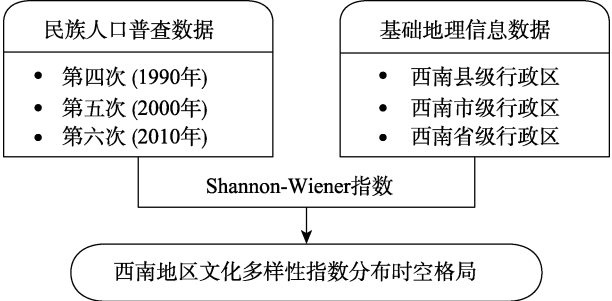 民族人口普查数据
• 第四次 (1990年)
• 第五次 (2000年)
• 第六次 (2010年)
基础地理信息数据
• 西南县级行政区
• 西南市级行政区
• 西南省级行政区
Shannon-Wiener指数
西南地区文化多样性指数分布时空格局